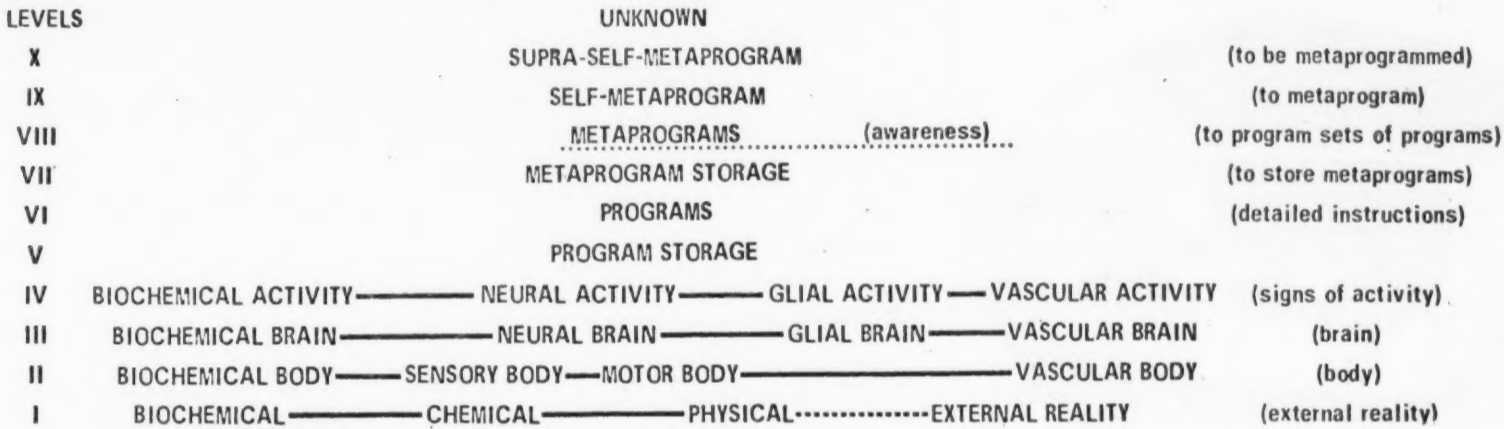 LEVELS UNKNOWN
X SUPRA-SELF-METAPROGRAM (to be metaprogrammed)
IX SELF-METAPROGRAM (to metaprogram)
VIII METAPROGRAMS (awareness) (to program sets of programs)
VII METAPROGRAM STORAGE (to store metaprograms)
VI PROGRAMS (detailed instructions)
V PROGRAM STORAGE
IV BIOCHEMICAL ACTIVITY NEURAL ACTIVITY GLIAL ACTIVITY VASCULAR ACTIVITY (signs of activity)
III BIOCHEMICAL BRAIN NEURAL BRAIN GLIAL BRAIN VASCULAR BRAIN (brain)
II BIOCHEMICAL BODY SENSORY BODY MOTOR BODY VASCULAR BODY (body)
I BIOCHEMICAL CHEMICAL PHYSICAL EXTERNAL REALITY (external reality)